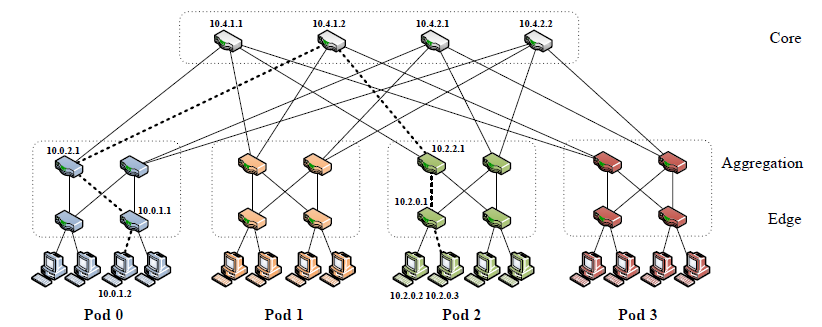 10.4.1.1 10.4.1.2 10.4.2.1 10.4.2.2
Core
10.0.2.1 10.2.2.1
Aggregation
10.2.0.1
10.0.1.1
Edge
10.0.1.2 10.2.0.2 10.2.0.3
Pod 0 Pod 1 Pod 2 Pod 3